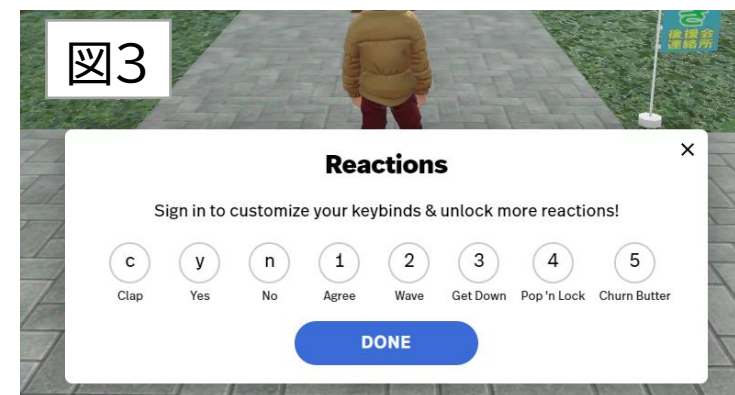 図3
後援会
連絡所
Reactions
×
Sign in to customize your keybinds & unlock more reactions!
c y n 1 2 3 4 5
Clap Yes No Agree Wave Get Down Pop 'n Lock Churn Butter
DONE